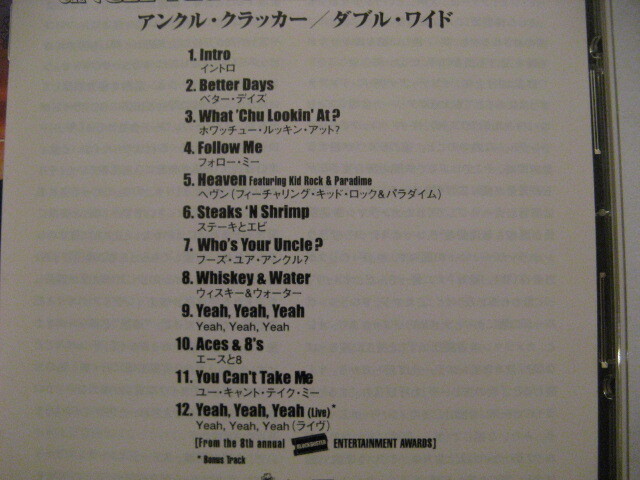 アンクル・クラッカー／ダブル・ワイド
1. Intro
イントロ
2. Better Days
ベター・デイズ
3. What 'Chu Lookin' At?
ホワッチュー・ルッキン・アット?
4. Follow Me
フォロー・ミー
5. Heaven Featuring Kid Rock & Paradime
ヘヴン(フィーチャリング・キッド・ロック&パラダイム)
6. Steaks 'N Shrimp
ステーキとエビ
7. Who's Your Uncle?
フーズ・ユア・アンクル?
8. Whiskey & Water
ウィスキー&ウォーター
9. Yeah, Yeah, Yeah
Yeah, Yeah, Yeah
10. Aces & 8's
エースと8
11. You Can't Take Me
ユー・キャント・テイク・ミー
12. Yeah, Yeah, Yeah (Live)*
Yeah, Yeah, Yeah (ライヴ)
[From the 8th annual BLOCKBUSTER ENTERTAINMENT AWARDS]
* Bonus Track